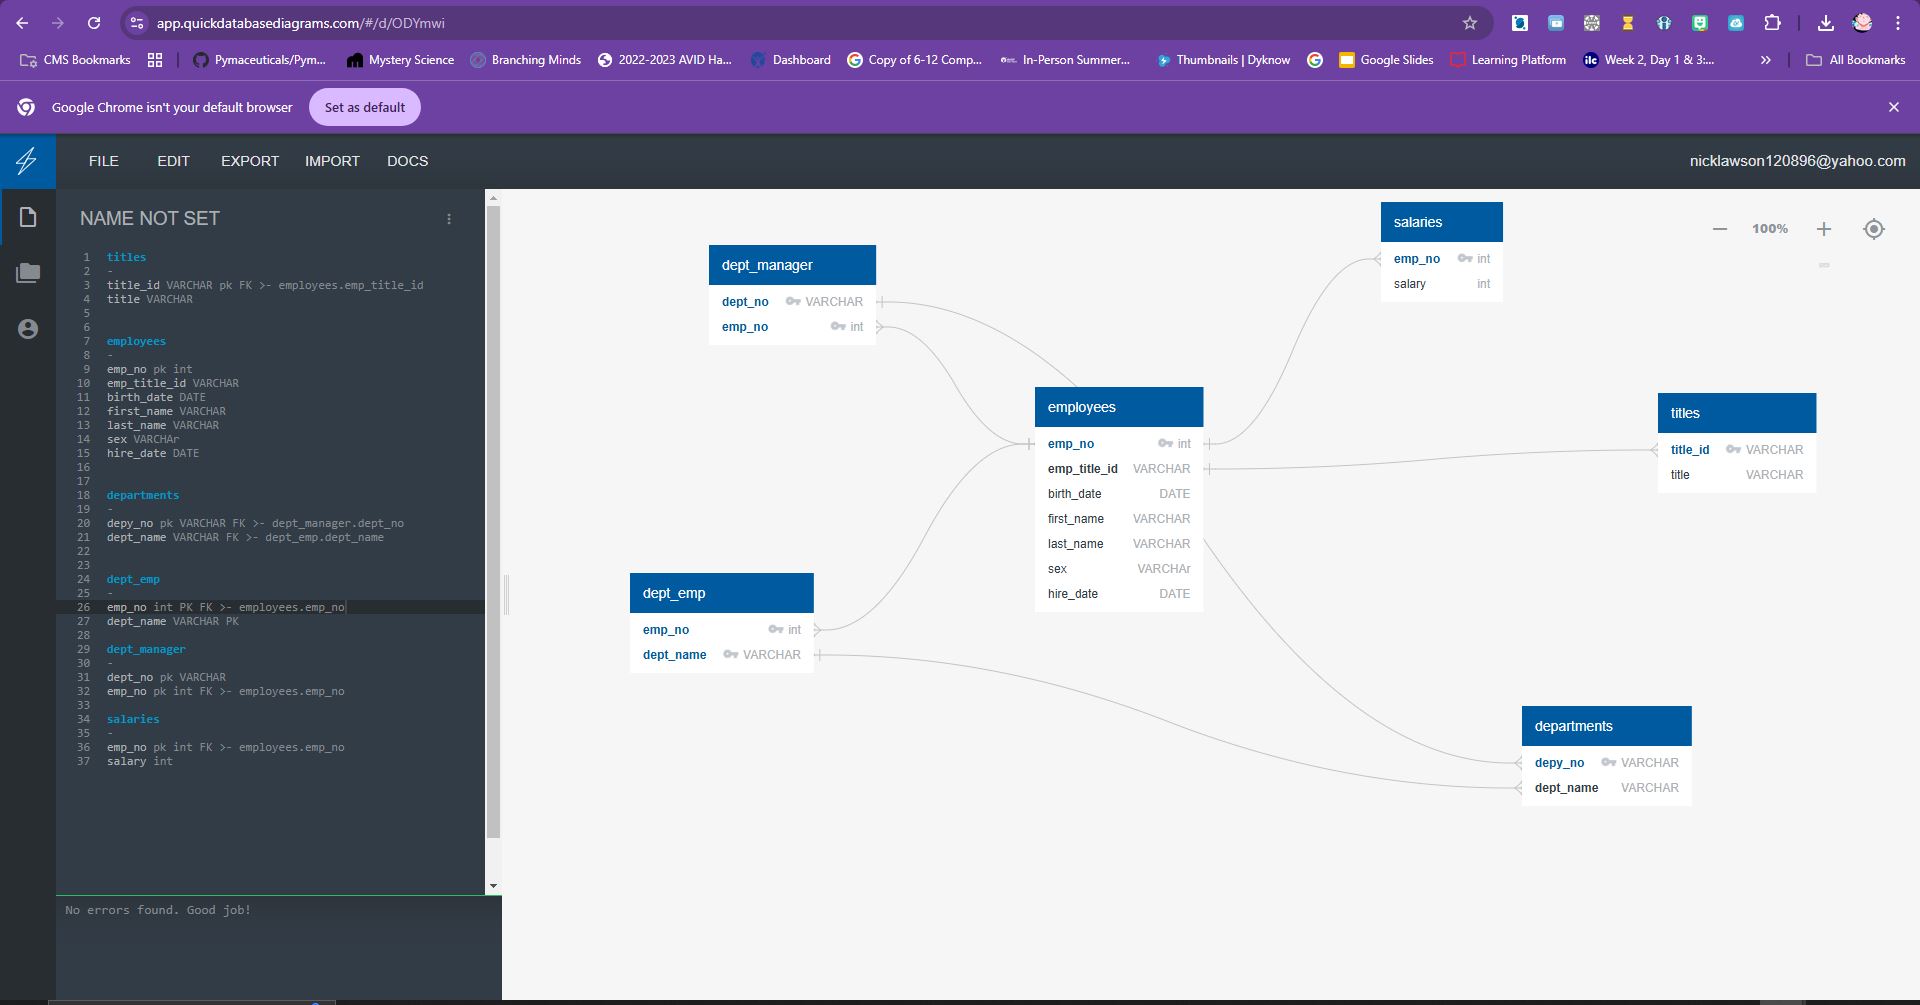 app.quickdatabasediagrams.com/#/d/ODYmwi
CMS Bookmarks
Pymaceuticals/Pym...
Mystery Science
Branching Minds
2022-2023 AVID Ha...
Dashboard
Copy of 6-12 Comp...
In-Person Summer...
Thumbnails | Dyknow
Google Slides
Learning Platform
ilc
Week 2, Day 1 & 3:...
»
All Bookmarks
Google Chrome isn't your default browser
Set as default
FILE EDIT EXPORT IMPORT DOCS
nicklawson120896@yahoo.com
NAME NOT SET
1 titles
2 -
3 title_id VARCHAR pk FK >- employees.emp_title_id
4 title VARCHAR
5
6
7 employees
8 -
9 emp_no pk int
10 emp_title_id VARCHAR
11 birth_date DATE
12 first_name VARCHAR
13 last_name VARCHAR
14 sex VARCHAr
15 hire_date DATE
16
17
18 departments
19 -
20 depy_no pk VARCHAR FK >- dept_manager.dept_no
21 dept_name VARCHAR FK >- dept_emp.dept_name
22
23
24 dept_emp
25 -
26 emp_no int PK FK >- employees.emp_no
27 dept_name VARCHAR PK
28
29 dept_manager
30 -
31 dept_no pk VARCHAR
32 emp_no pk int FK >- employees.emp_no
33
34 salaries
35 -
36 emp_no pk int FK >- employees.emp_no
37 salary int
No errors found. Good job!
100%
salaries
emp_no int
salary int
dept_manager
dept_no VARCHAR
emp_no int
employees
emp_no int
emp_title_id VARCHAR
birth_date DATE
first_name VARCHAR
last_name VARCHAR
sex VARCHAr
hire_date DATE
titles
title_id VARCHAR
title VARCHAR
dept_emp
emp_no int
dept_name VARCHAR
departments
depy_no VARCHAR
dept_name VARCHAR